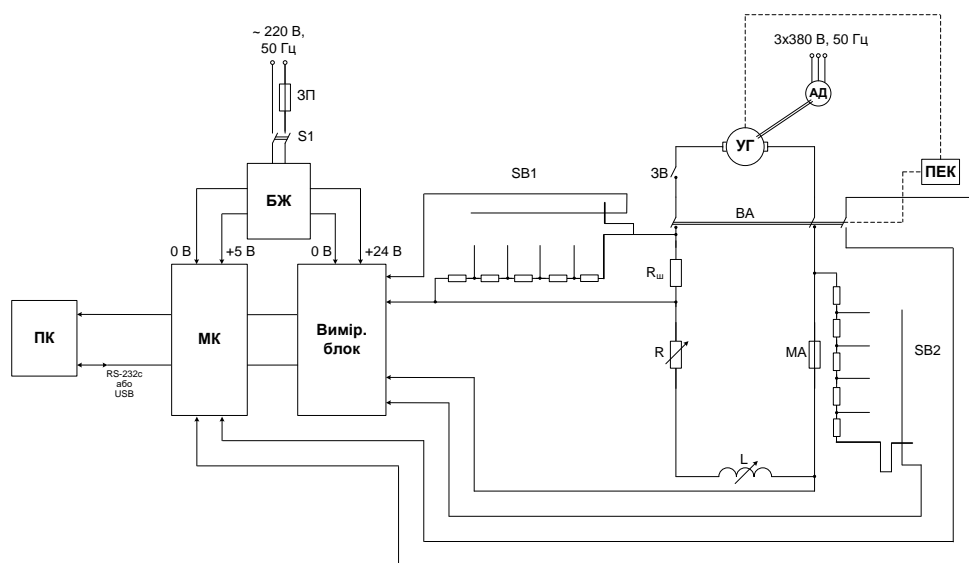 ~ 220 В,
50 Гц
ЗП
S1
БЖ
0 В
+5 В
0 В
+24 В
ПК
RS-232c
або
USB
МК
Вимір.
блок
SB1
3х380 В, 50 Гц
АД
УГ
ПЕК
ЗВ
ВА
Rш
R
МА
SB2
L